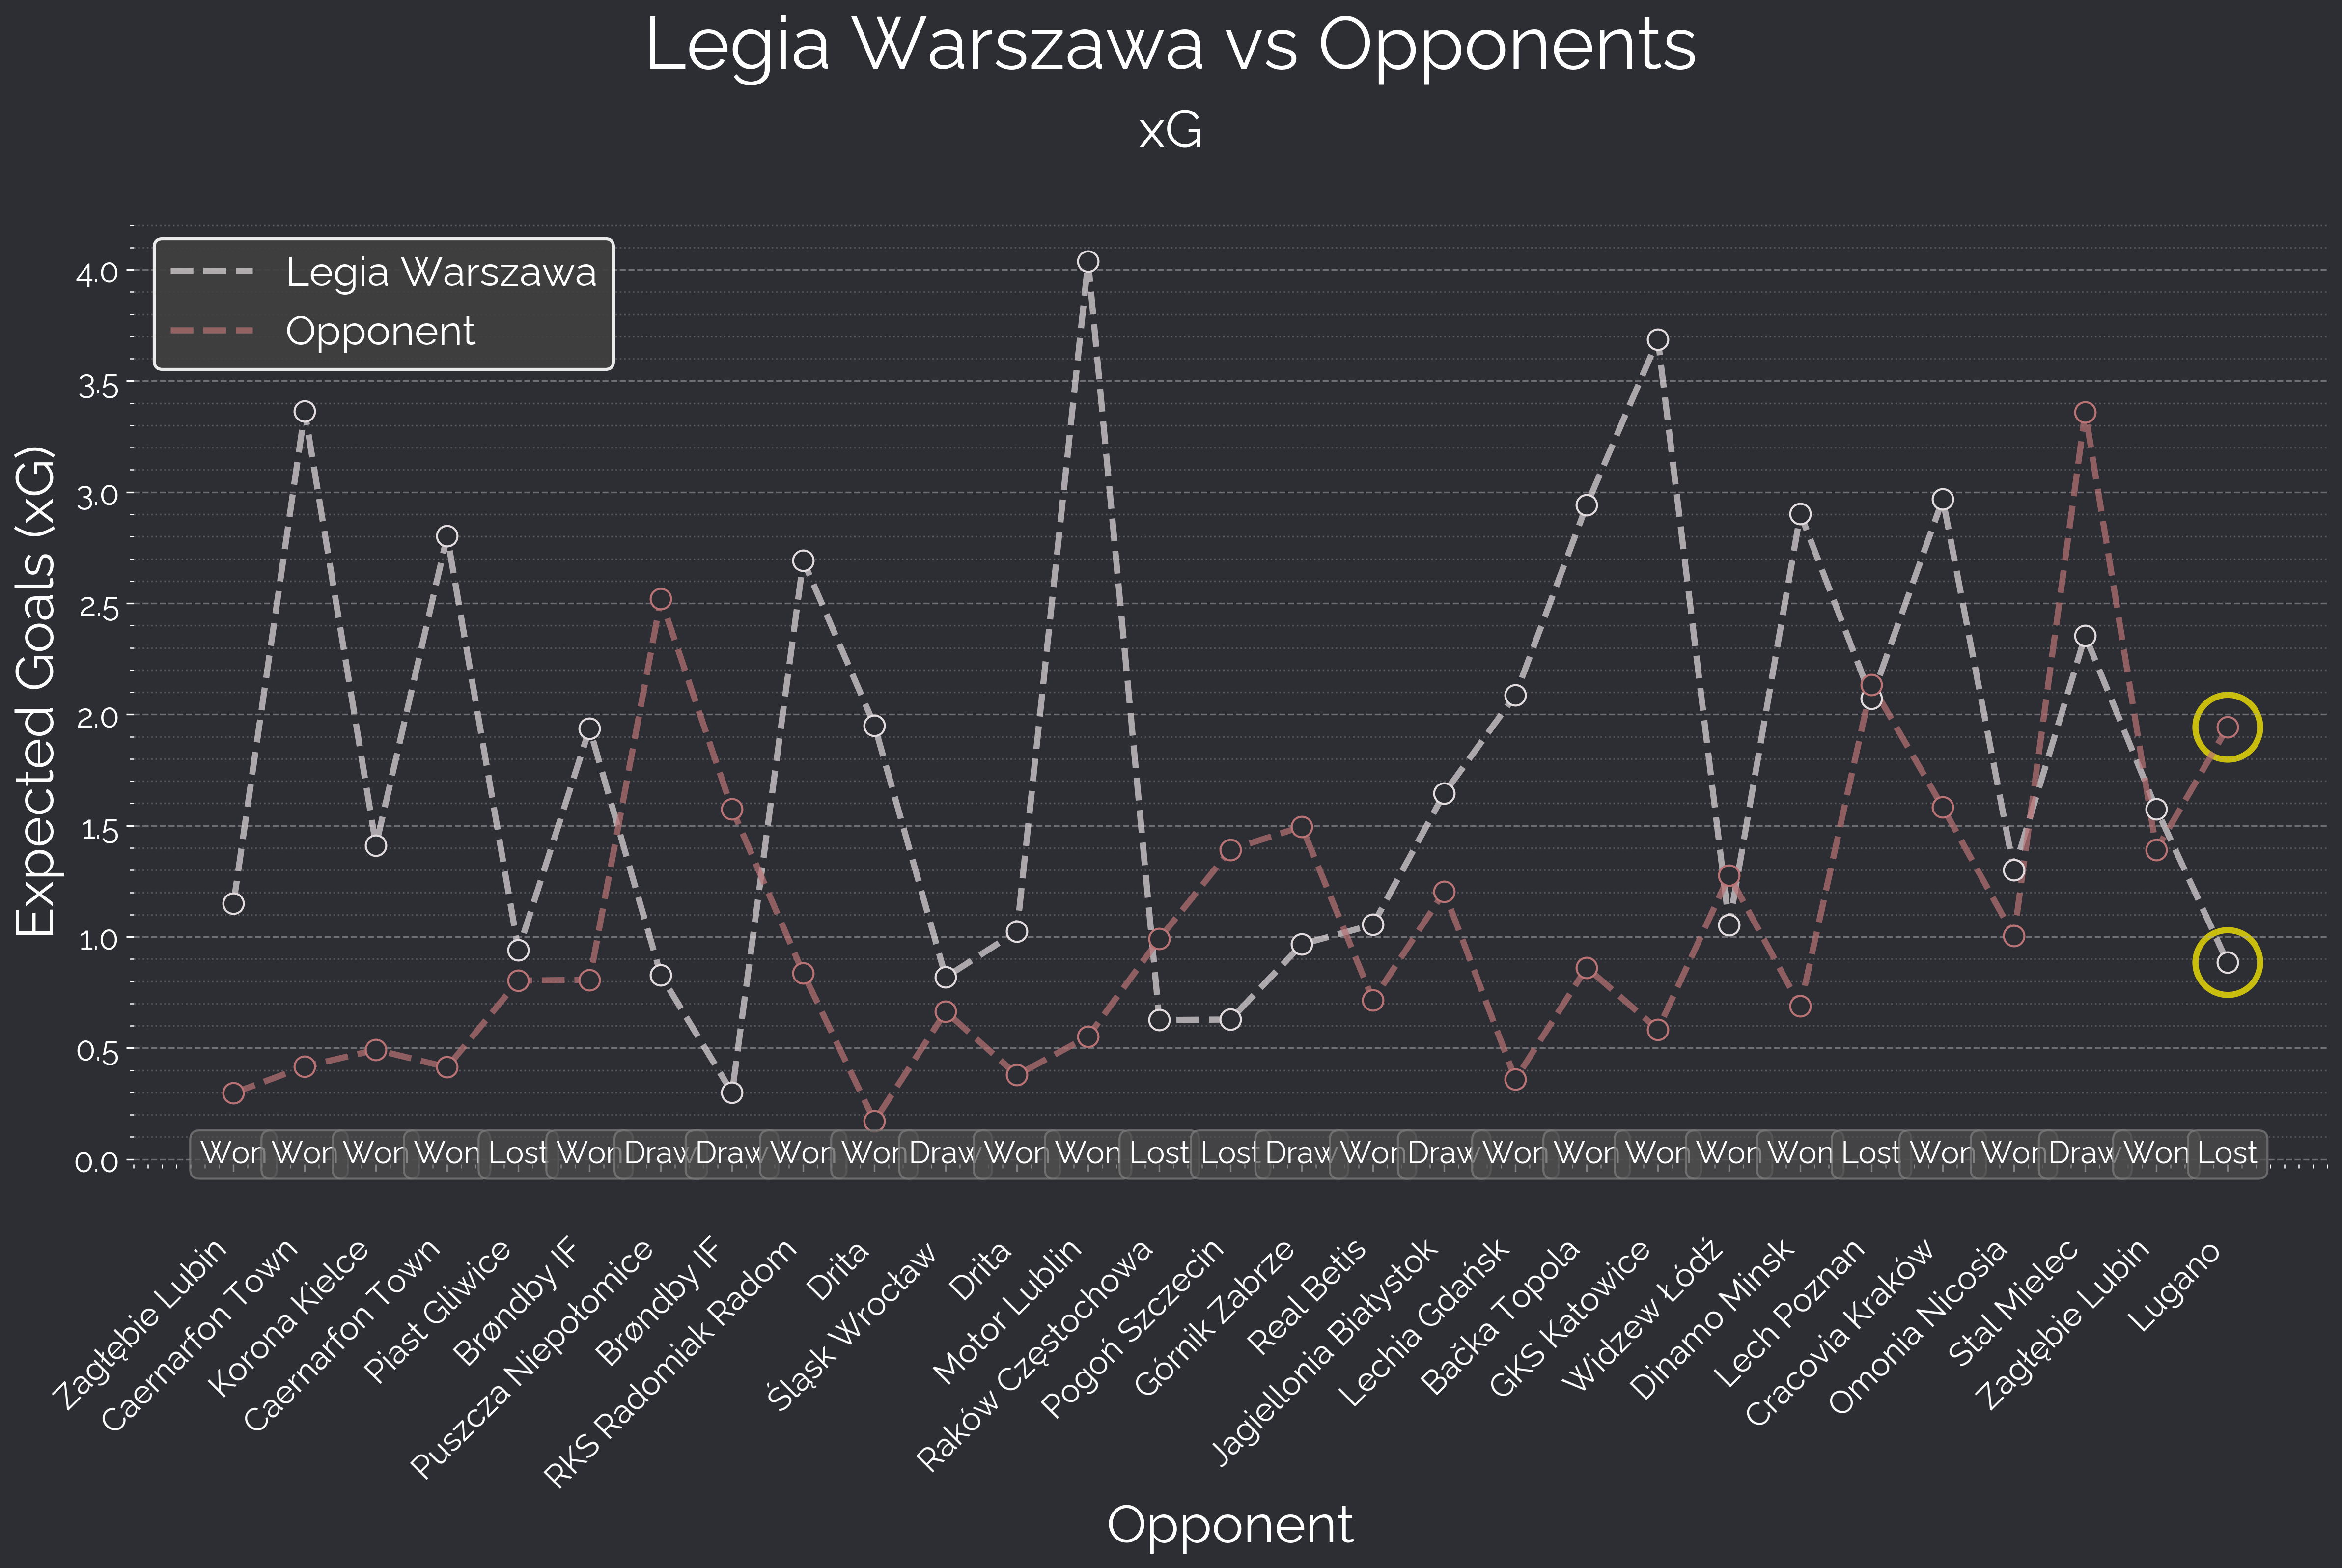 Legia Warszawa vs Opponents
xG
Legia Warszawa
Opponent
Expected Goals (xG)
4.0
3.5
3.0
2.5
2.0
1.5
1.0
0.5
0.0
Won Won Won Won Lost Won Draw Draw Won Won Draw Won Won Lost Lost Draw Won Draw Won Won Won Won Won Lost Won Won Draw Won Lost
Zagłębie Lubin
Caernarfon Town
Korona Kielce
Caernarfon Town
Piast Gliwice
Brøndby IF
Puszcza Niepołomice
Brøndby IF
RKS Radomiak Radom
Drita
Śląsk Wrocław
Drita
Motor Lublin
Raków Częstochowa
Pogoń Szczecin
Górnik Zabrze
Real Betis
Jagiellonia Białystok
Lechia Gdańsk
Bačka Topola
GKS Katowice
Widzew Łódź
Dinamo Minsk
Lech Poznan
Cracovia Kraków
Omonia Nicosia
Stal Mielec
Zagłębie Lubin
Lugano
Opponent